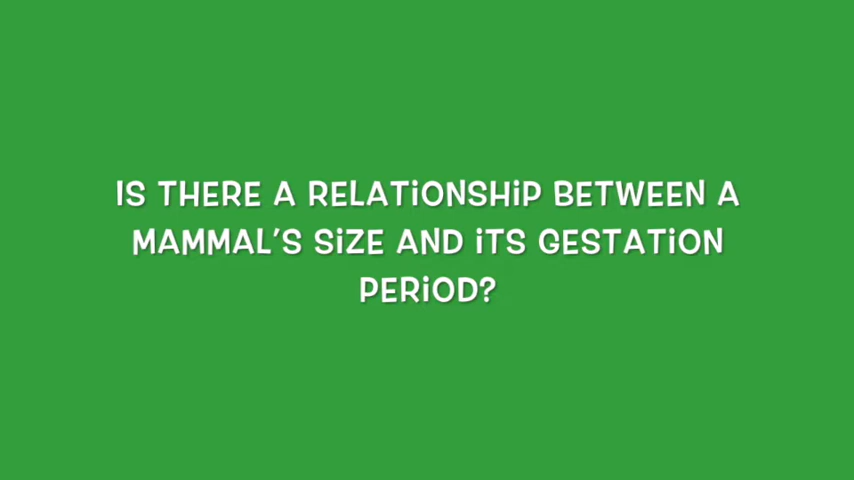 IS THERE A RELATIONSHIP BETWEEN A
MAMMAL'S SIZE AND ITS GESTATION
PERIOD?